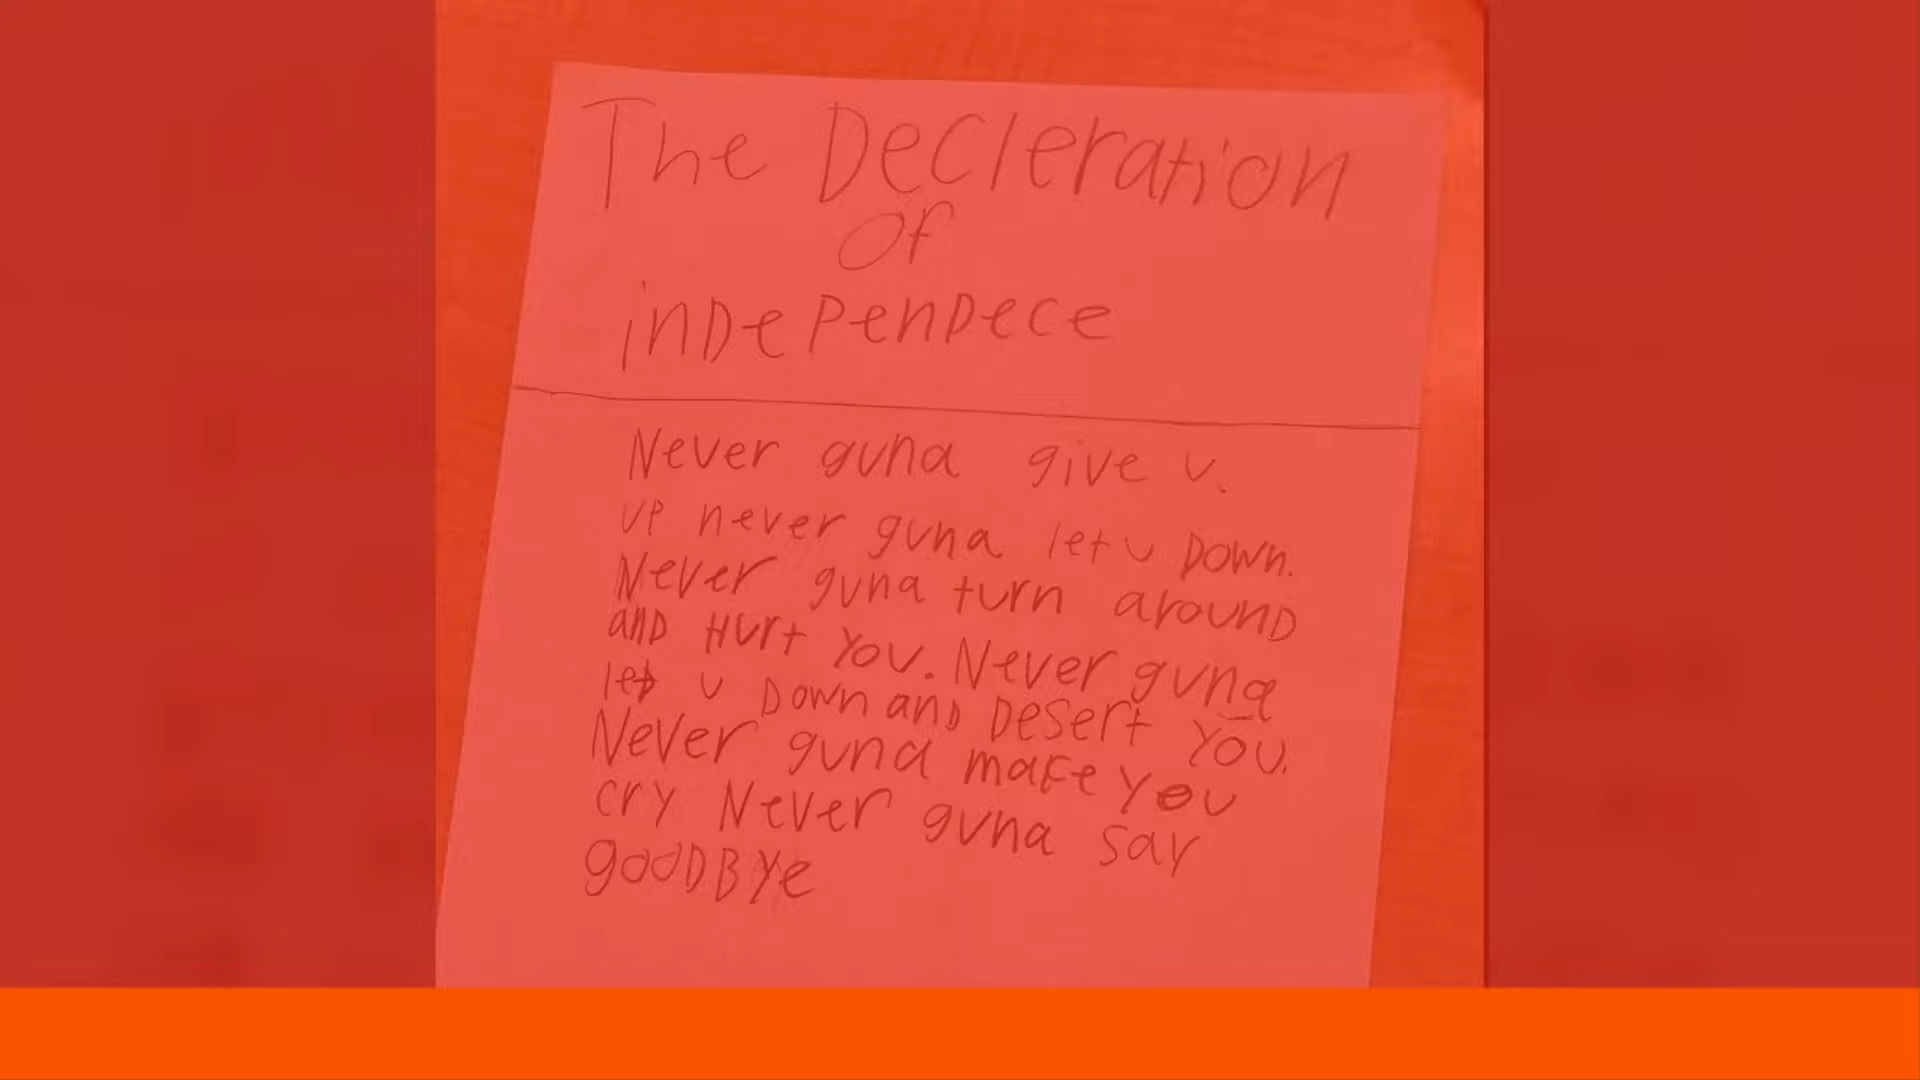 The Decleration
of
inDepenDece
Never guna give u.
up never guna let u Down.
Never guna turn around
and Hurt You. Never guna
let u Down and Desert You.
Never guna make you
cry Never guna say
gooDBye